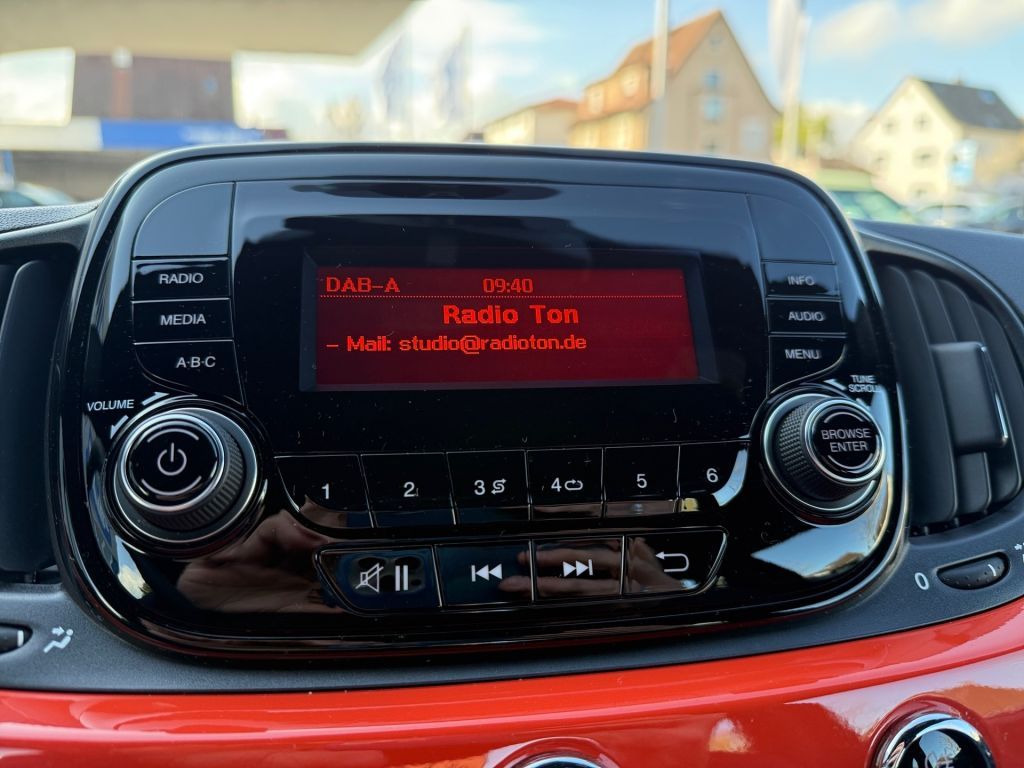 DAB-A 09:40
Radio Ton
- Mail: studio@radioton.de
RADIO
MEDIA
A·B·C
INFO
AUDIO
MENU
VOLUME
TUNE
SCROLL
BROWSE
ENTER
1 2 3 4 5 6
0